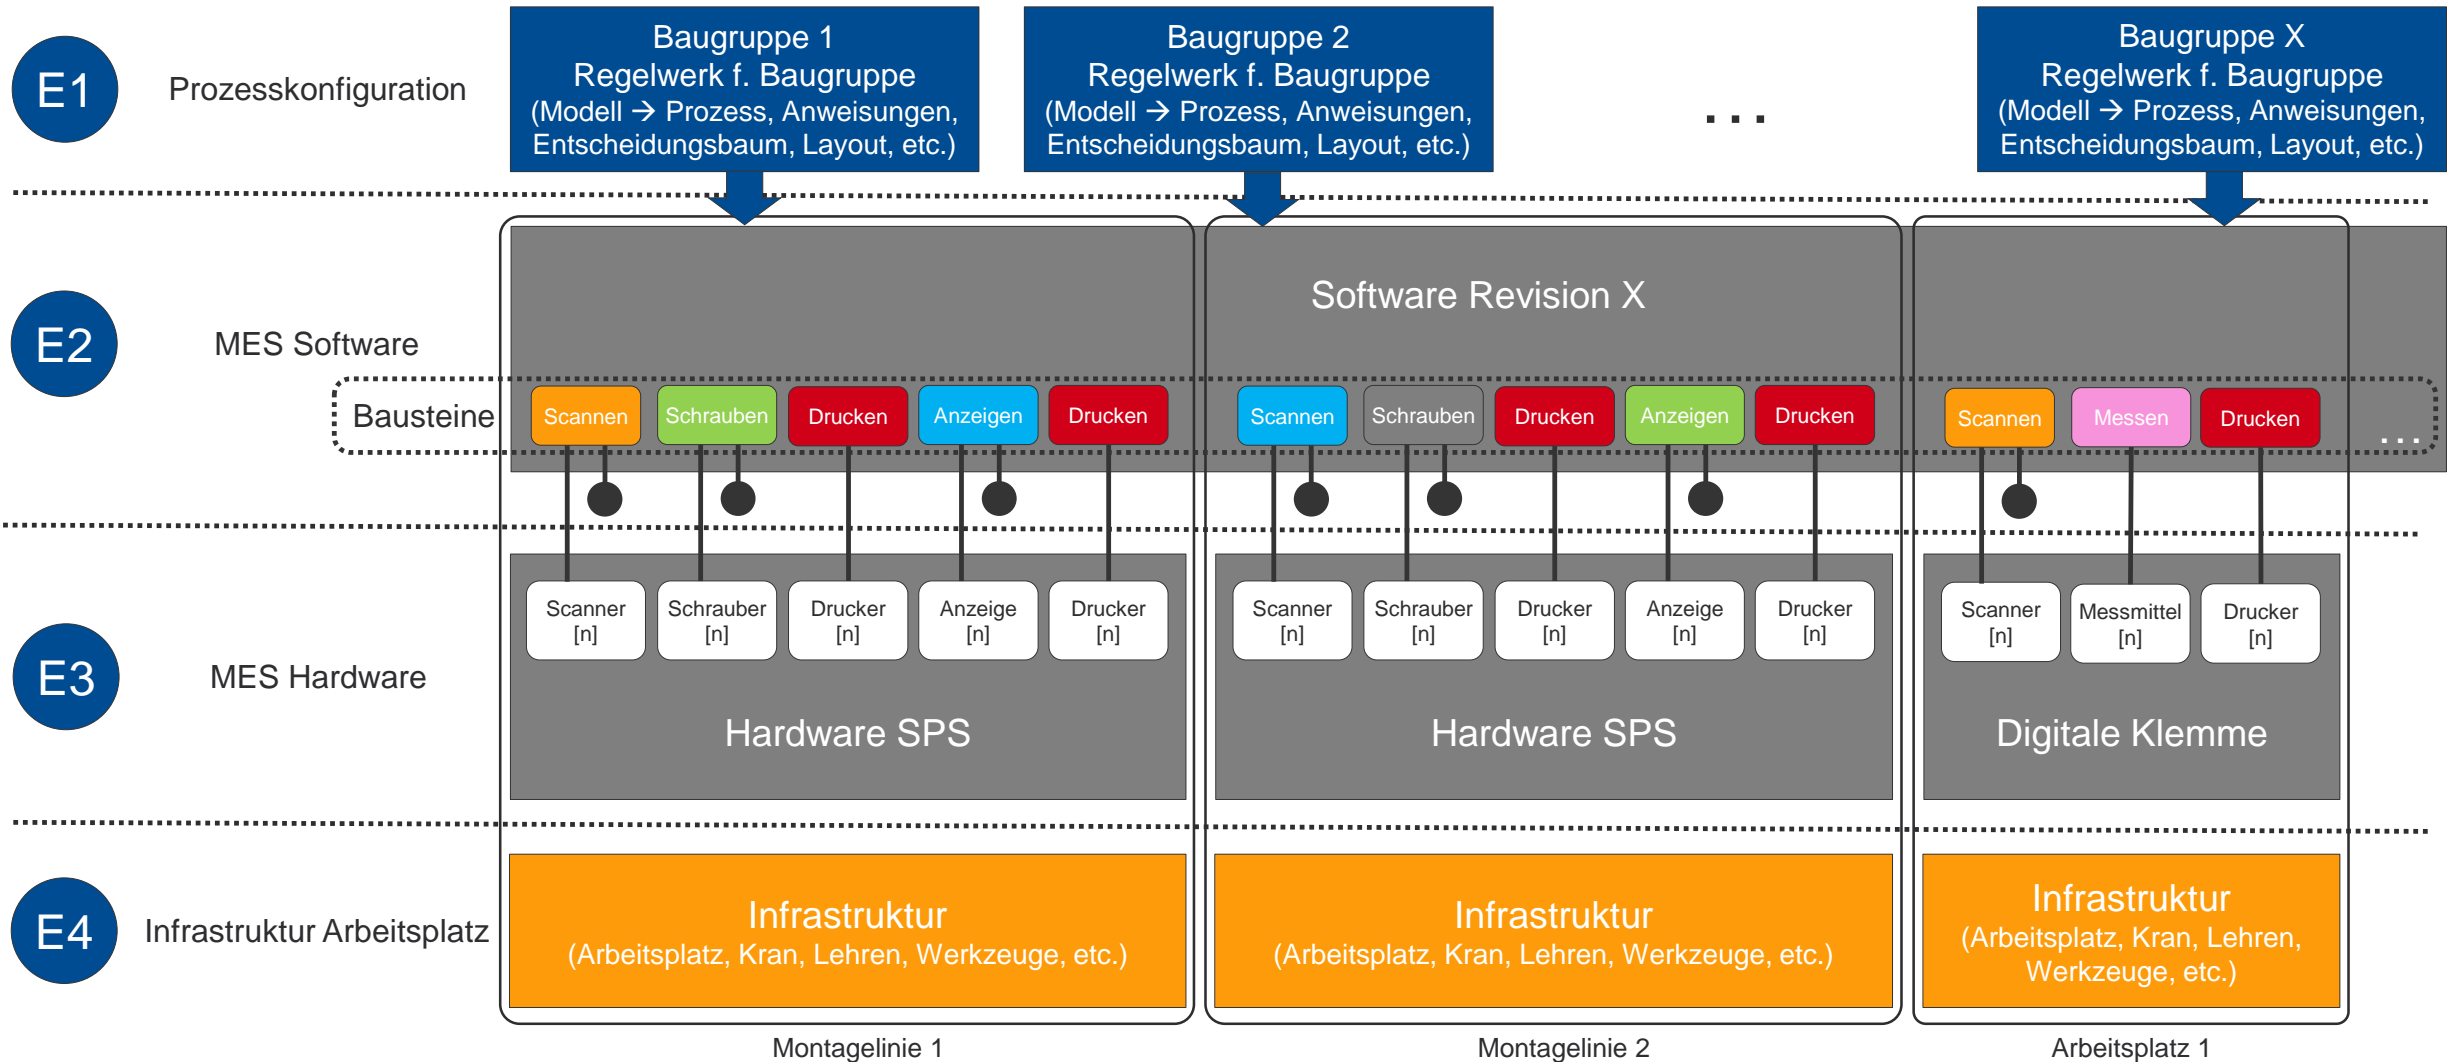 E1
Prozesskonfiguration
Baugruppe 1
Regelwerk f. Baugruppe
(Modell → Prozess, Anweisungen,
Entscheidungsbaum, Layout, etc.)
Baugruppe 2
Regelwerk f. Baugruppe
(Modell → Prozess, Anweisungen,
Entscheidungsbaum, Layout, etc.)
...
Baugruppe X
Regelwerk f. Baugruppe
(Modell → Prozess, Anweisungen,
Entscheidungsbaum, Layout, etc.)
E2
MES Software
Software Revision X
Bausteine
Scannen
Schrauben
Drucken
Anzeigen
Drucken
Scannen
Schrauben
Drucken
Anzeigen
Drucken
Scannen
Messen
Drucken
...
E3
MES Hardware
Scanner
[n]
Schrauber
[n]
Drucker
[n]
Anzeige
[n]
Drucker
[n]
Hardware SPS
Scanner
[n]
Schrauber
[n]
Drucker
[n]
Anzeige
[n]
Drucker
[n]
Hardware SPS
Scanner
[n]
Messmittel
[n]
Drucker
[n]
Digitale Klemme
E4
Infrastruktur Arbeitsplatz
Infrastruktur
(Arbeitsplatz, Kran, Lehren, Werkzeuge, etc.)
Infrastruktur
(Arbeitsplatz, Kran, Lehren, Werkzeuge, etc.)
Infrastruktur
(Arbeitsplatz, Kran, Lehren,
Werkzeuge, etc.)
Montagelinie 1
Montagelinie 2
Arbeitsplatz 1